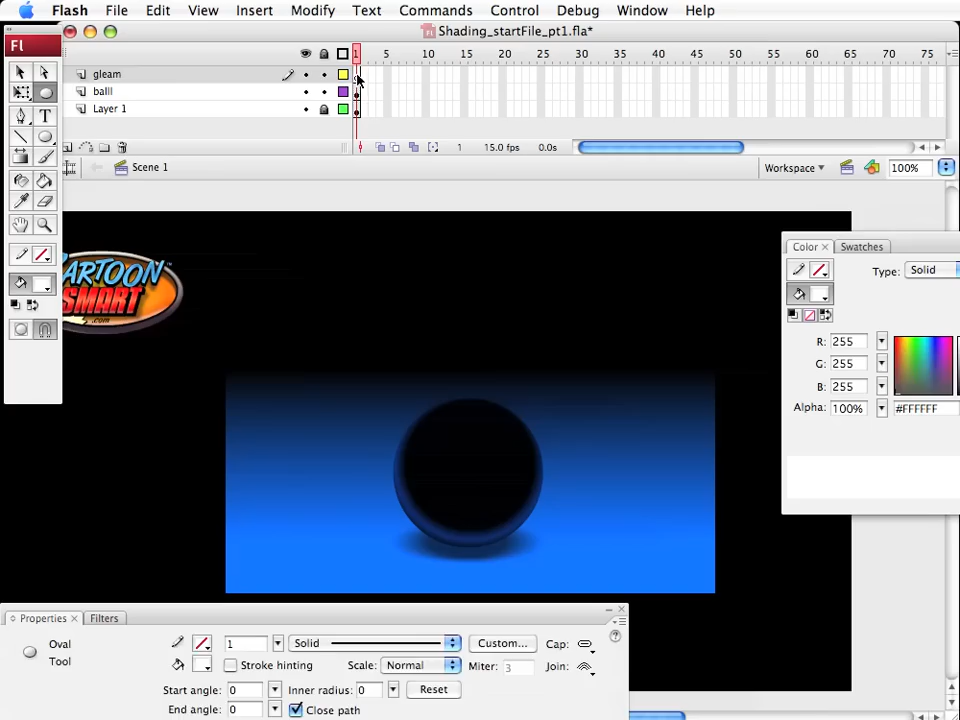 Flash File Edit View Insert Modify Text Commands Control Debug Window Help
Shading_startFile_pt1.fla*
Fl
1 5 10 15 20 25 30 35 40 45 50 55 60 65 70 75
gleam
balll
Layer 1
1 15.0 fps 0.0s
Scene 1 Workspace 100%
T
CARTOON
SMART
.com
Color Swatches
Type: Solid
R: 255
G: 255
B: 255
Alpha: 100% #FFFFFF
Properties Filters
Oval
Tool
1 Solid Custom... Cap:
Stroke hinting Scale: Normal Miter: 3 Join:
Start angle: 0 Inner radius: 0 Reset
End angle: 0 Close path
?